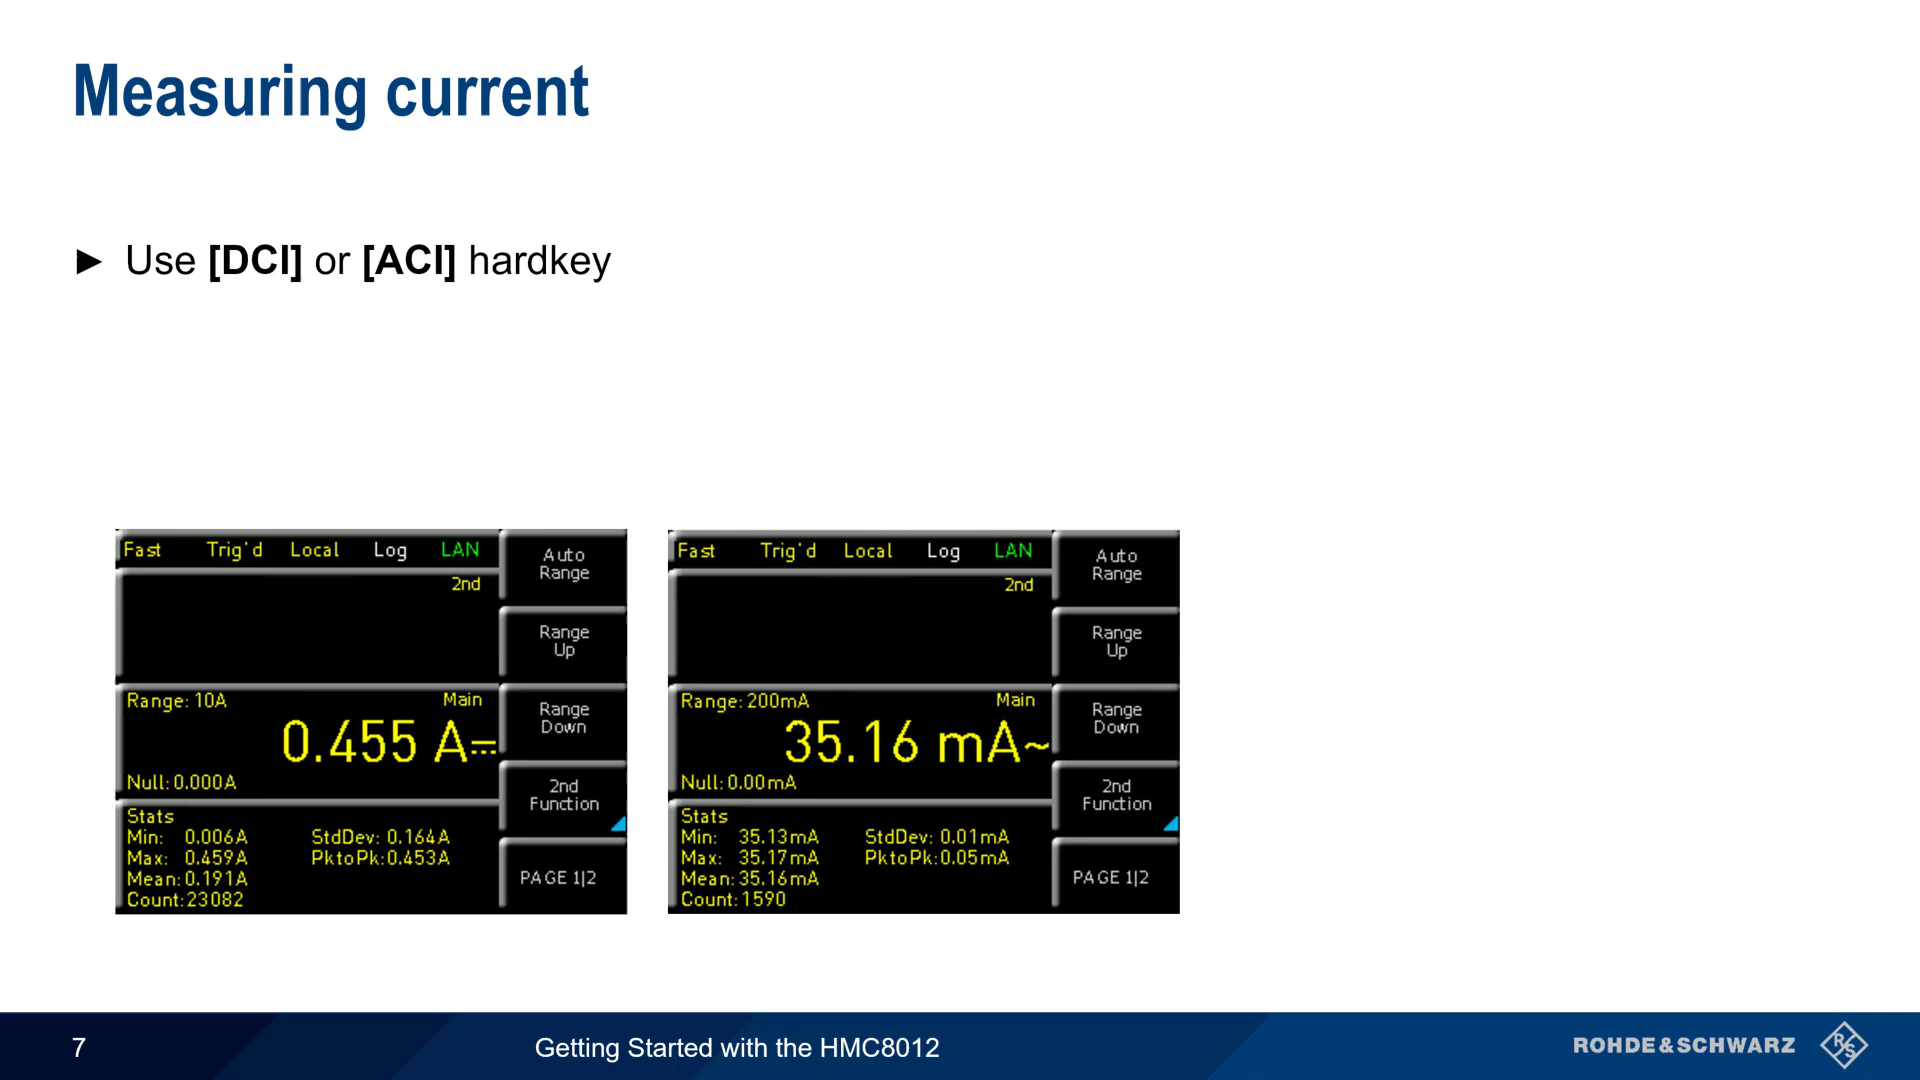 Measuring current
► Use [DCI] or [ACI] hardkey
Fast Trig'd Local Log LAN
2nd
Range: 10A Main
0.455 A
Null: 0.000A
Stats
Min: 0.006A StdDev: 0.164A
Max: 0.459A PktoPk:0.453A
Mean:0.191A
Count:23082
Auto
Range
Range
Up
Range
Down
2nd
Function
PAGE 1|2
Fast Trig'd Local Log LAN
2nd
Range:200mA Main
35.16 mA~
Null:0.00mA
Stats
Min: 35.13mA StdDev: 0.01mA
Max: 35.17mA PktoPk:0.05mA
Mean:35.16mA
Count:1590
Auto
Range
Range
Up
Range
Down
2nd
Function
PAGE 1|2
7
Getting Started with the HMC8012
ROHDE&SCHWARZ
R&S